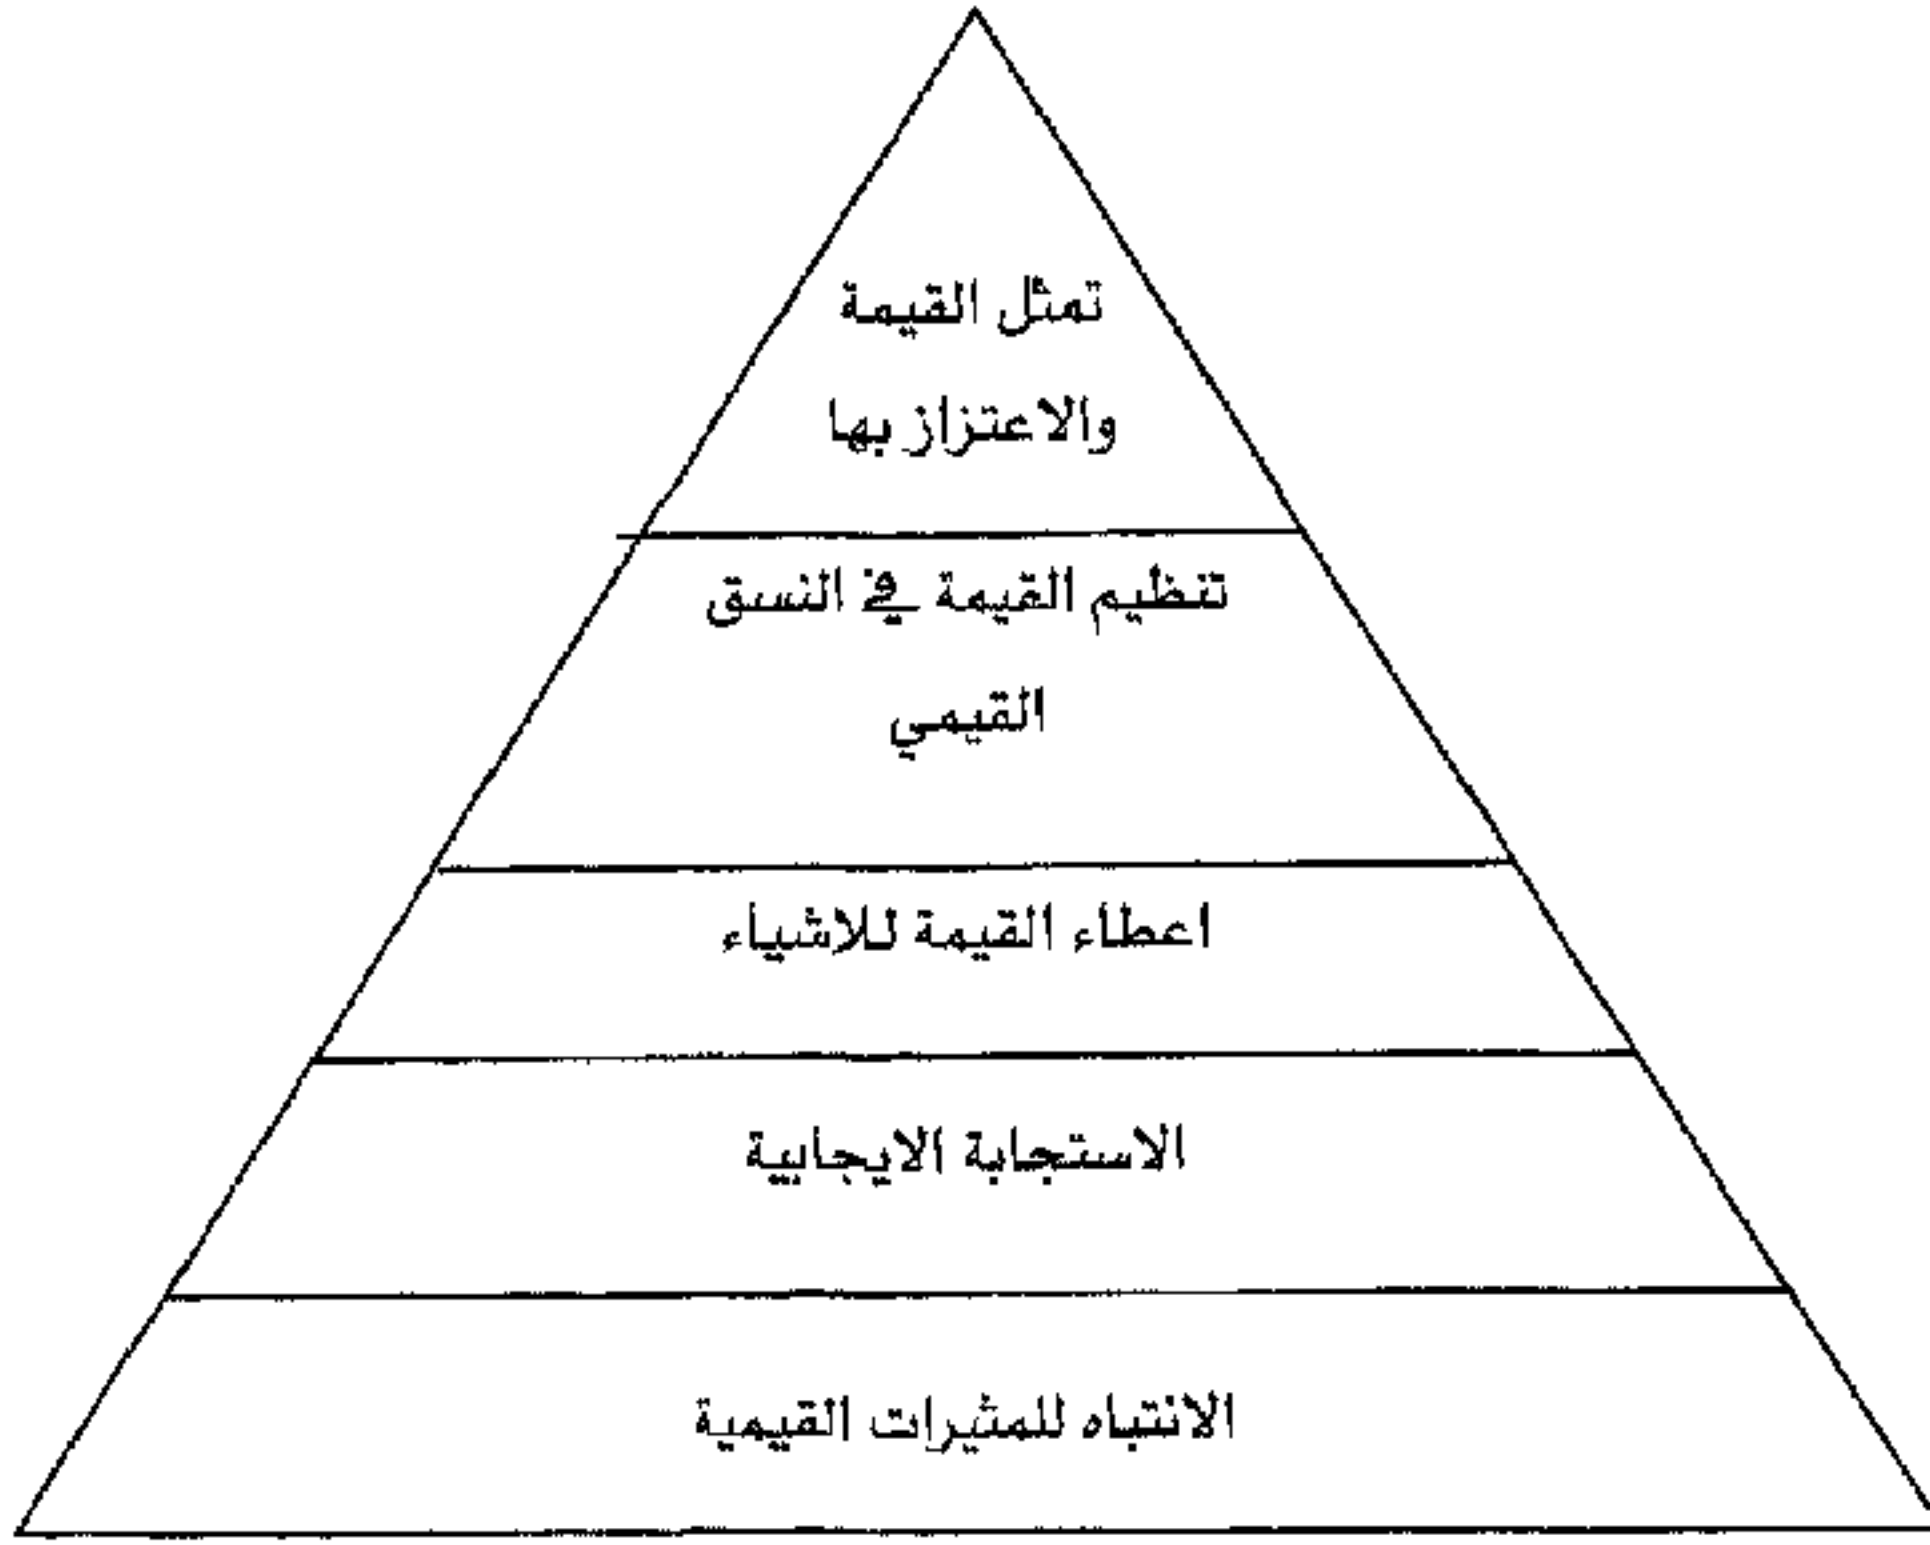 تمثل القيمة
والاعتزاز بها
تنظيم القيمة في النسق
القيمي
اعطاء القيمة للاشياء
الاستجابة الايجابية
الانتباه للمثيرات القيمية